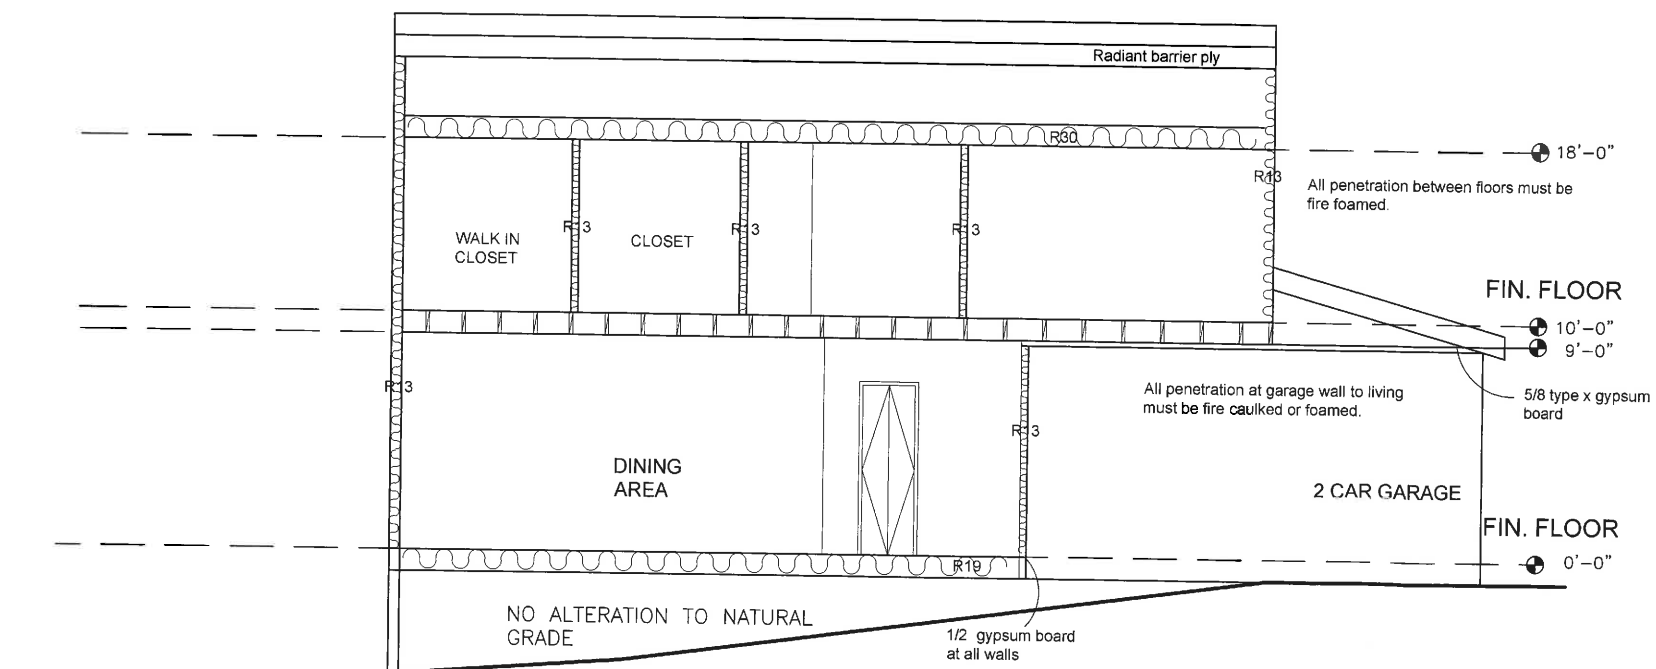 Radiant barrier ply
R30
18'-0"
R13
All penetration between floors must be
fire foamed.
R13
R13
R13
WALK IN
CLOSET
CLOSET
FIN. FLOOR
10'-0"
9'-0"
R13
All penetration at garage wall to living
must be fire caulked or foamed.
5/8 type x gypsum
board
R13
DINING
AREA
2 CAR GARAGE
FIN. FLOOR
R19
0'-0"
NO ALTERATION TO NATURAL
GRADE
1/2 gypsum board
at all walls